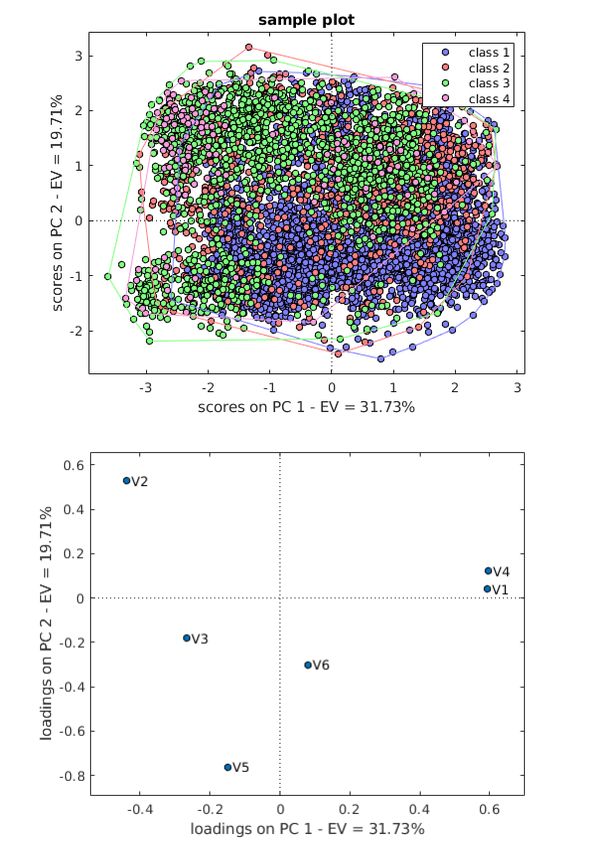 sample plot
class 1
class 2
class 3
class 4
3
2
1
0
-1
-2
scores on PC 2 - EV = 19.71%
-3
-2
-1
0
1
2
3
scores on PC 1 - EV = 31.73%
0.6
0.4
0.2
0
-0.2
-0.4
-0.6
-0.8
loadings on PC 2 - EV = 19.71%
V2
V4
V1
V3
V6
V5
-0.4
-0.2
0
0.2
0.4
0.6
loadings on PC 1 - EV = 31.73%